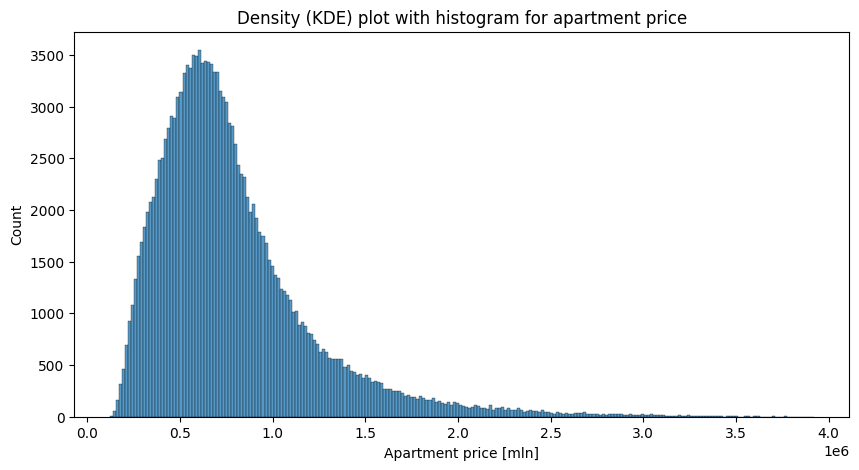 Density (KDE) plot with histogram for apartment price
3500
3000
2500
2000
1500
1000
500
0
Count
0.0 0.5 1.0 1.5 2.0 2.5 3.0 3.5 4.0
1e6
Apartment price [mln]